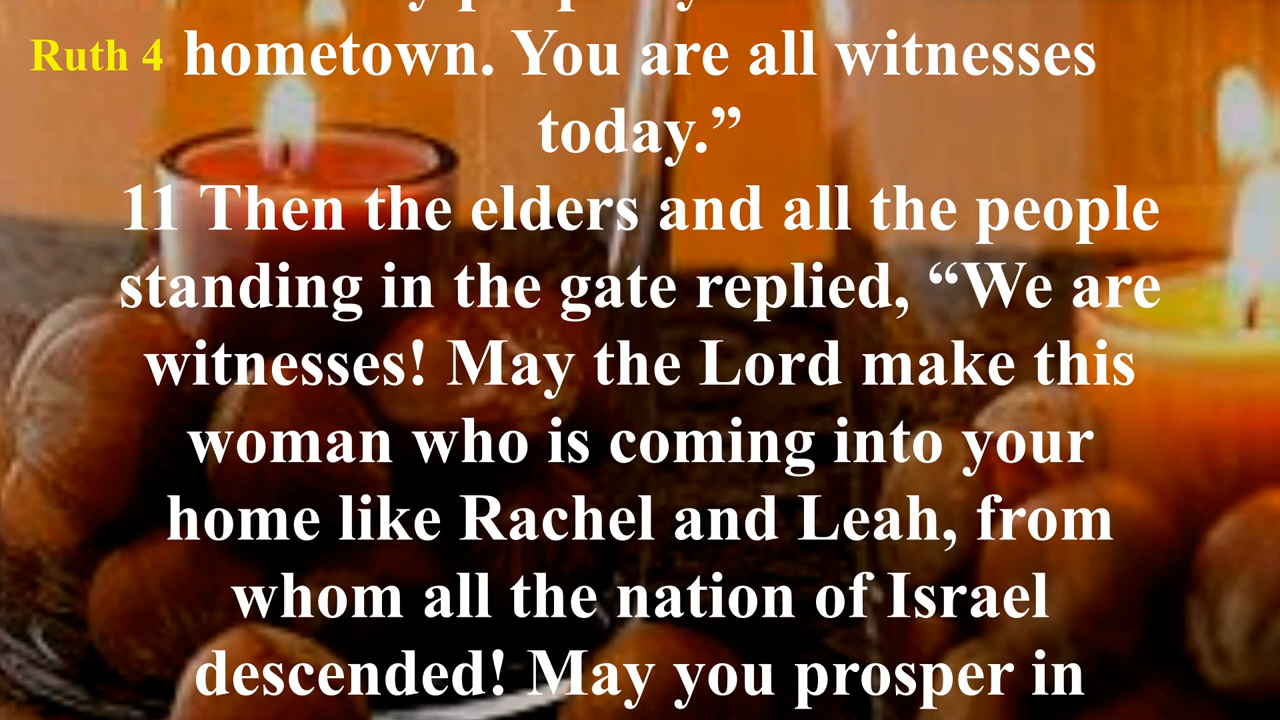 Ruth 4
hometown. You are all witnesses
today.”
11 Then the elders and all the people
standing in the gate replied, “We are
witnesses! May the Lord make this
woman who is coming into your
home like Rachel and Leah, from
whom all the nation of Israel
descended! May you prosper in